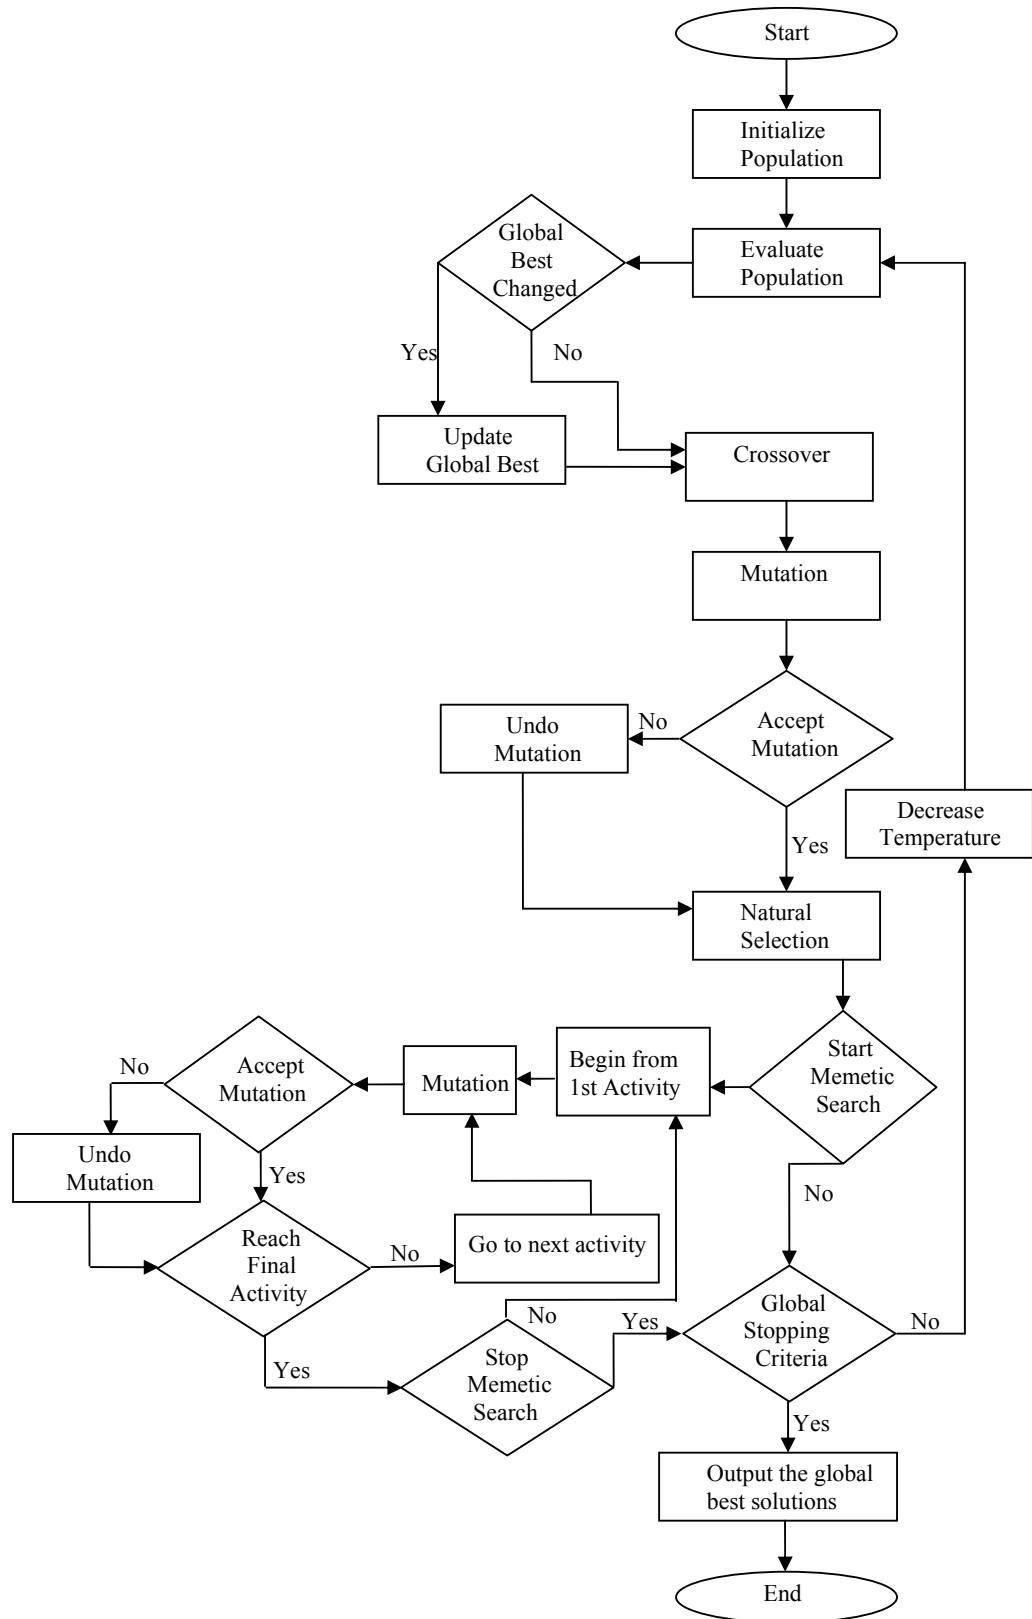 Start
Initialize
Population
Evaluate
Population
Global
Best
Changed
Yes
No
Update
Global Best
Crossover
Mutation
Accept
Mutation
No
Undo
Mutation
Yes
Decrease
Temperature
Natural
Selection
Start
Memetic
Search
Begin from
1st Activity
Mutation
Accept
Mutation
No
Undo
Mutation
Yes
Reach
Final
Activity
No
Go to next activity
Yes
Stop
Memetic
Search
No
Yes
No
Global
Stopping
Criteria
No
Yes
Output the global
best solutions
End